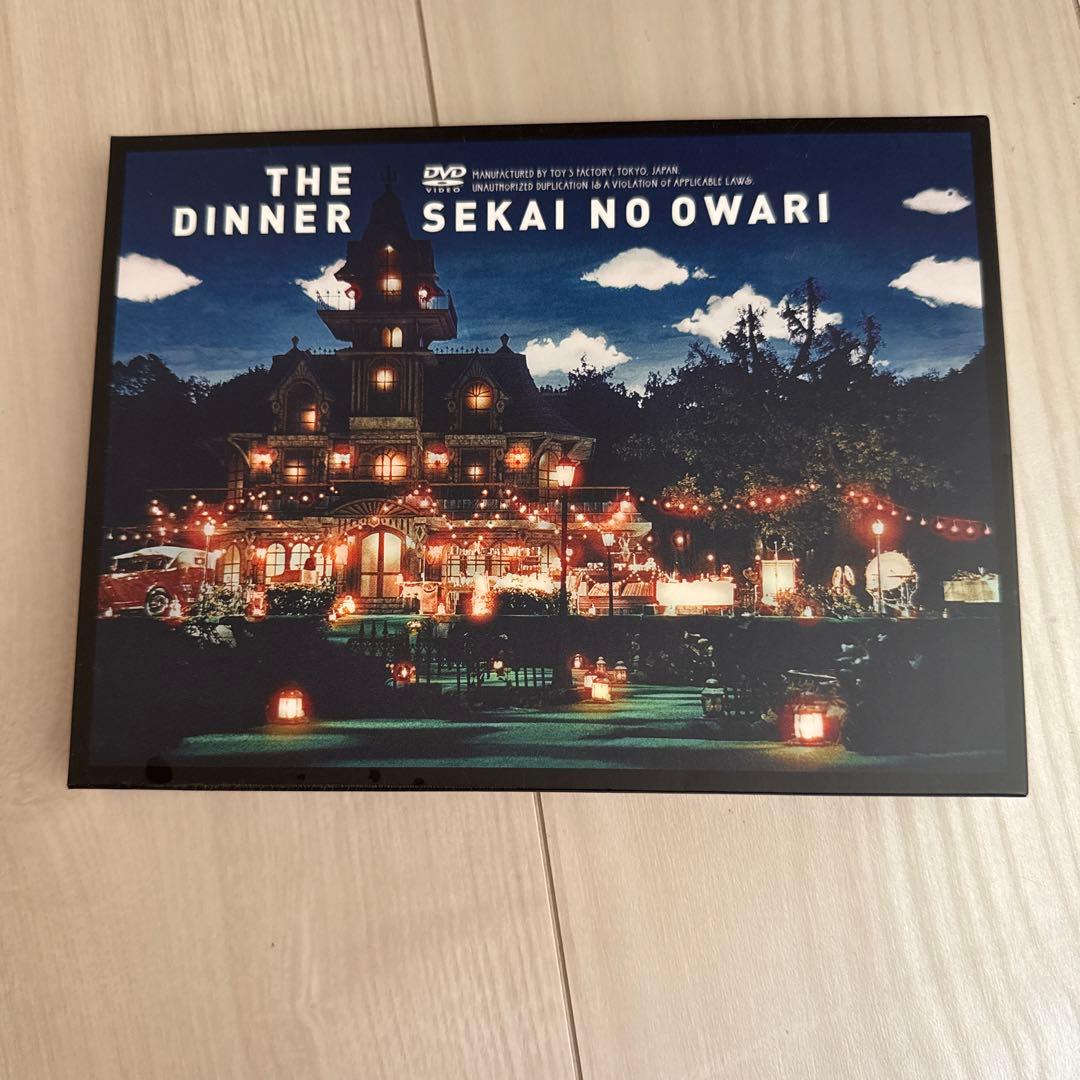 THE
DINNER
DVD
VIDEO
MANUFACTURED BY TOY'S FACTORY, TOKYO, JAPAN.
UNAUTHORIZED DUPLICATION IS A VIOLATION OF APPLICABLE LAWS.
SEKAI NO OWARI